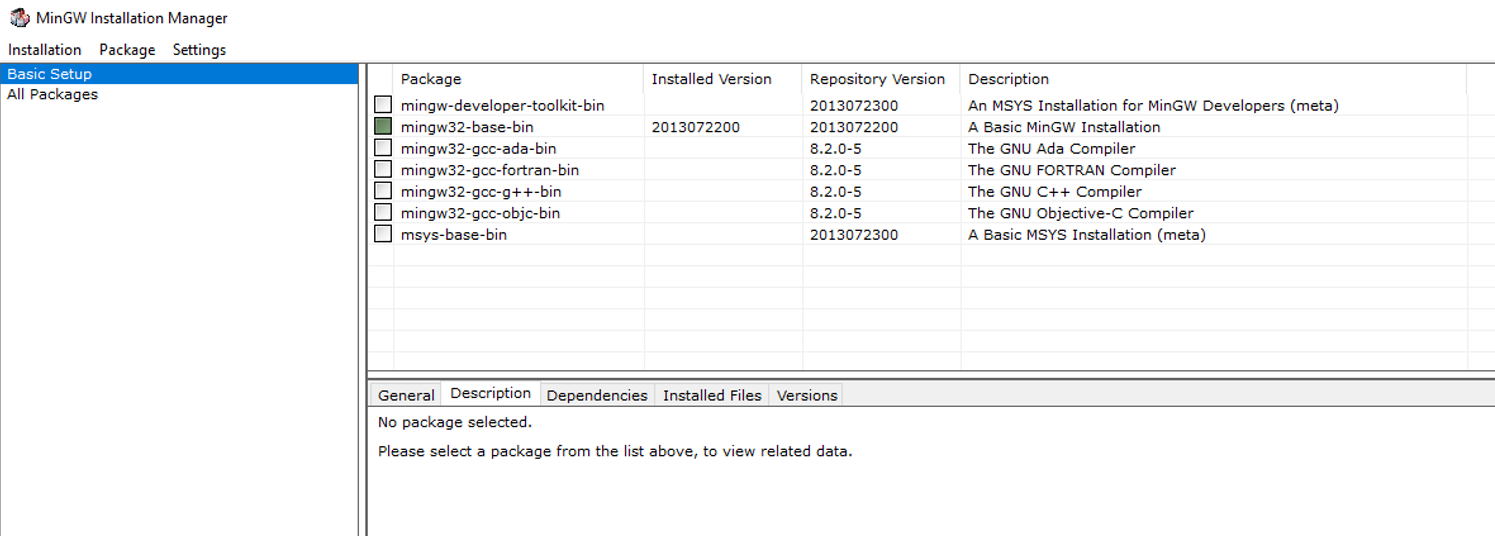 MinGW Installation Manager
Installation Package Settings
Basic Setup
All Packages
Package Installed Version Repository Version Description
mingw-developer-toolkit-bin 2013072300 An MSYS Installation for MinGW Developers (meta)
mingw32-base-bin 2013072200 2013072200 A Basic MinGW Installation
mingw32-gcc-ada-bin 8.2.0-5 The GNU Ada Compiler
mingw32-gcc-fortran-bin 8.2.0-5 The GNU FORTRAN Compiler
mingw32-gcc-g++-bin 8.2.0-5 The GNU C++ Compiler
mingw32-gcc-objc-bin 8.2.0-5 The GNU Objective-C Compiler
msys-base-bin 2013072300 A Basic MSYS Installation (meta)
General Description Dependencies Installed Files Versions
No package selected.
Please select a package from the list above, to view related data.